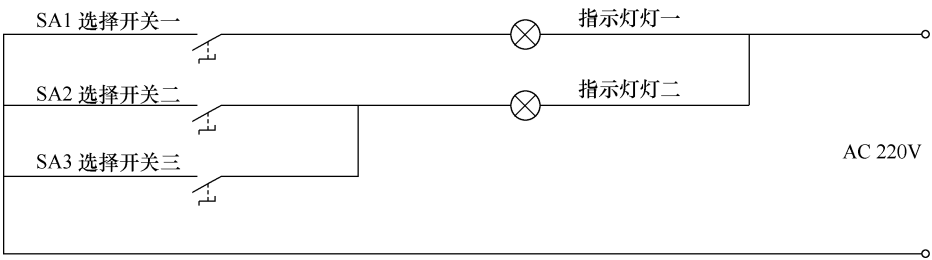 SA1 选择开关一
指示灯灯一
SA2 选择开关二
指示灯灯二
SA3 选择开关三
AC 220V